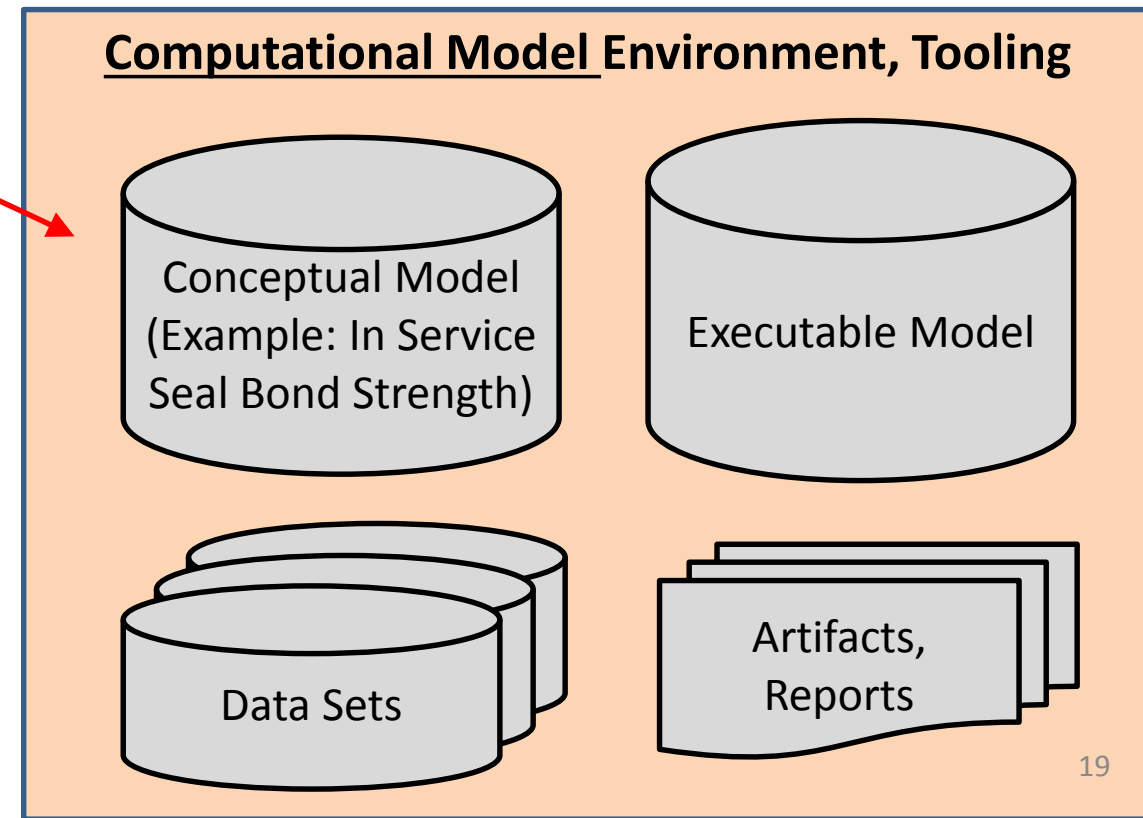 Computational Model Environment, Tooling
Conceptual Model
(Example: In Service
Seal Bond Strength)
Executable Model
Data Sets
Artifacts,
Reports
19